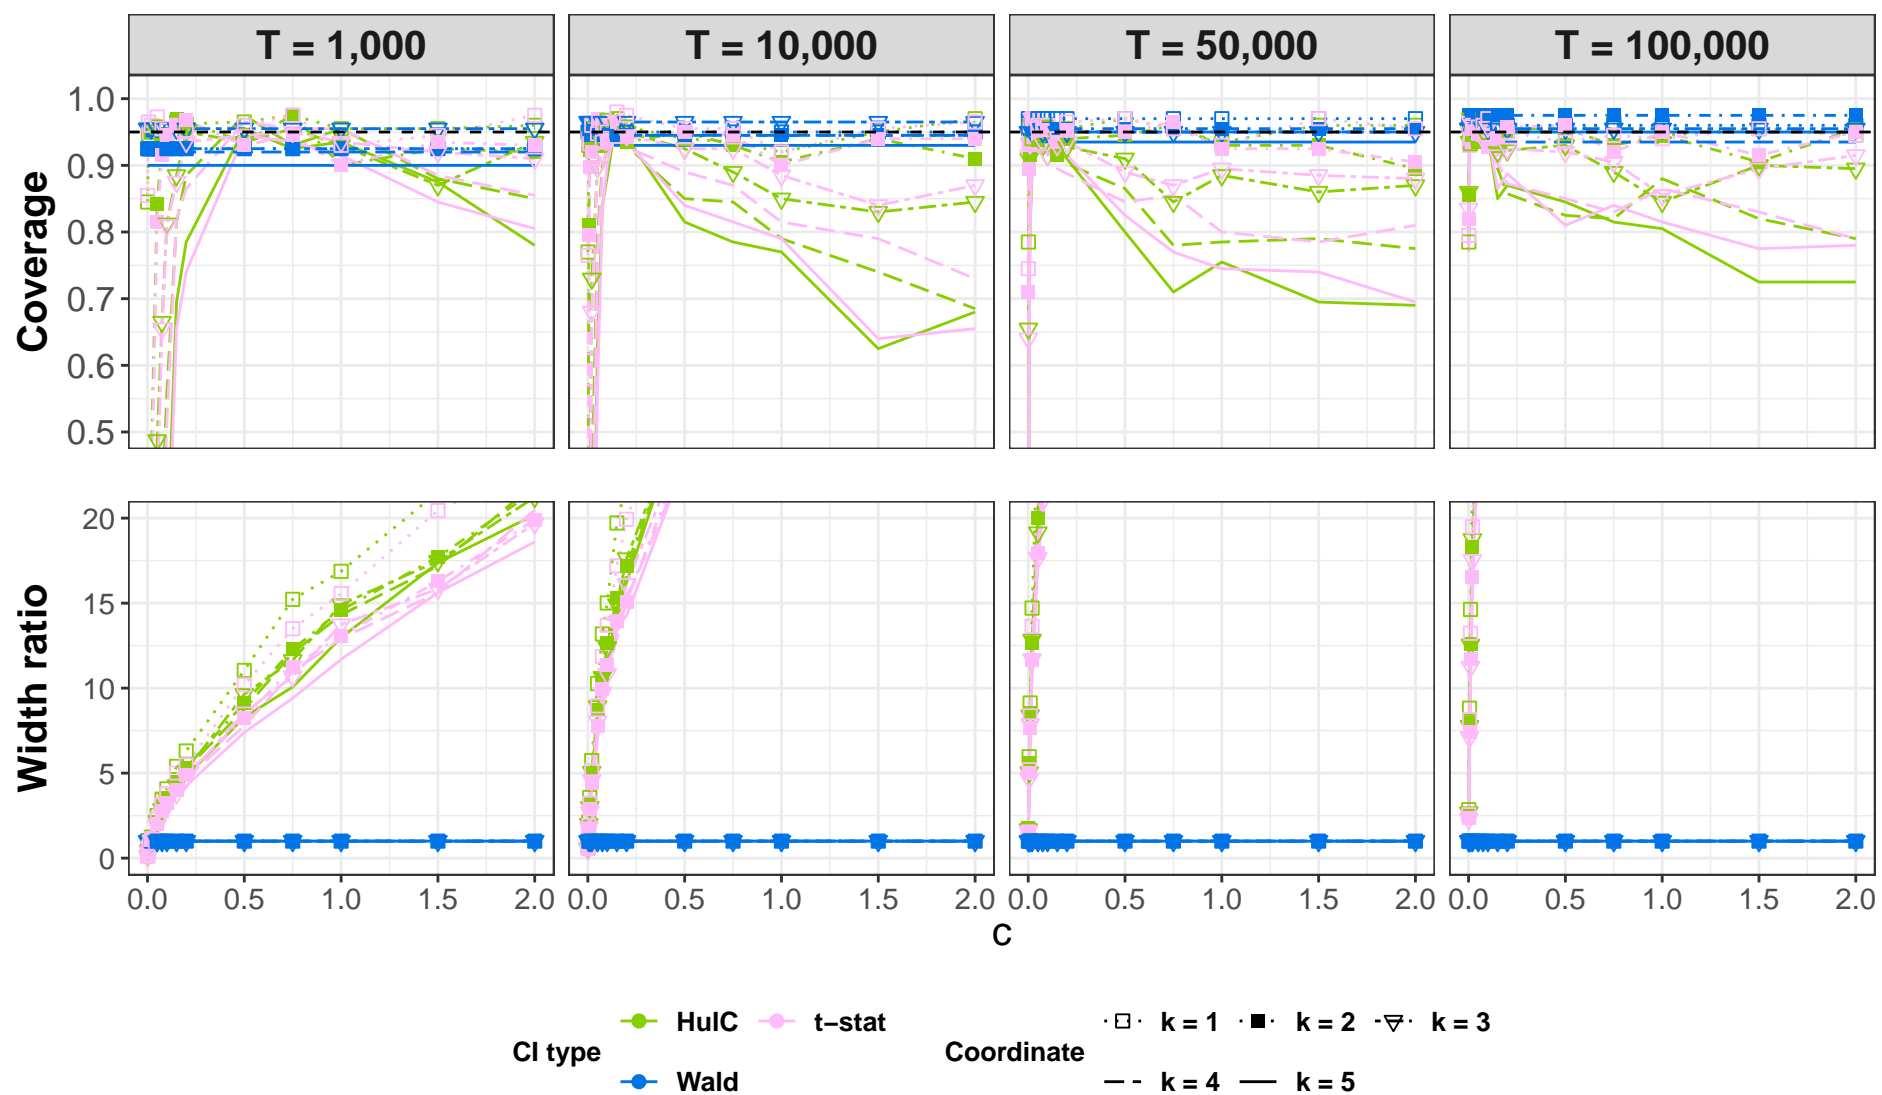 T = 1,000 T = 10,000 T = 50,000 T = 100,000
Coverage
1.0
0.9
0.8
0.7
0.6
0.5
Width ratio
20
15
10
5
0
0.0 0.5 1.0 1.5 2.0 0.0 0.5 1.0 1.5 2.0 0.0 0.5 1.0 1.5 2.0 0.0 0.5 1.0 1.5 2.0
c
CI type
HulC t−stat
Wald
Coordinate
k = 1 k = 2 k = 3
k = 4 k = 5